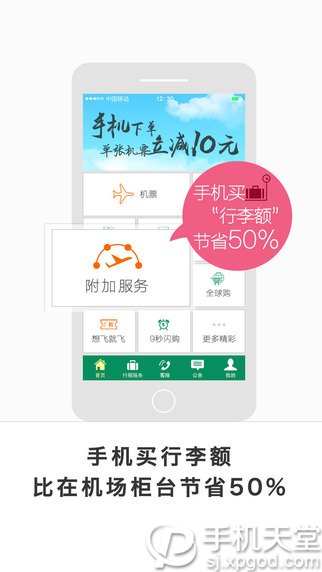 中国移动 12:30
手机下单
单张机票立减10元
机票
手机买
“行李额”
节省50%
附加服务
全球购
想飞就飞
9秒闪购
更多精彩
首页
行程服务
客服
公告
我的
手机买行李额
比在机场柜台节省50%
手机天堂
sj.xpgod.com